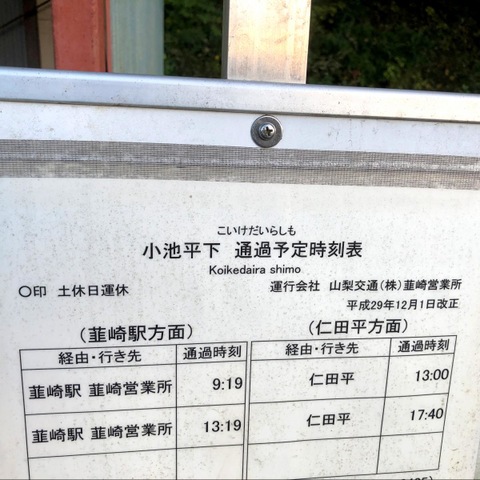 こいけだいらしも
小池平下 通過予定時刻表
Koikedaira shimo
〇印 土休日運休 運行会社 山梨交通(株)韮崎営業所
平成29年12月1日改正
(韮崎駅方面) (仁田平方面)
経由・行き先 通過時刻 経由・行き先 通過時刻
韮崎駅 韮崎営業所 9:19 仁田平 13:00
韮崎駅 韮崎営業所 13:19 仁田平 17:40